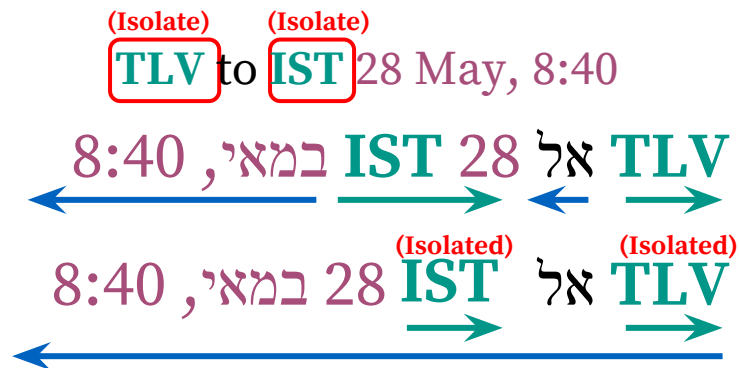 (Isolate) (Isolate)
TLV to IST 28 May, 8:40
TLV אל IST 28 במאי, 8:40
(Isolated) (Isolated)
TLV אל IST 28 במאי, 8:40